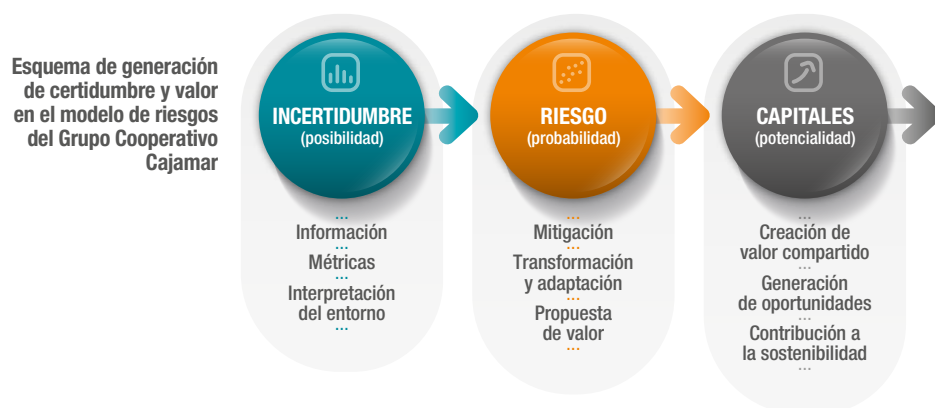 Esquema de generación
de certidumbre y valor
en el modelo de riesgos
del Grupo Cooperativo
Cajamar
INCERTIDUMBRE
(posibilidad)
...
Información
...
Métricas
...
Interpretación
del entorno
...
RIESGO
(probabilidad)
...
Mitigación
...
Transformación
y adaptación
...
Propuesta
de valor
...
CAPITALES
(potencialidad)
...
Creación de
valor compartido
...
Generación
de oportunidades
...
Contribución a
la sostenibilidad
...